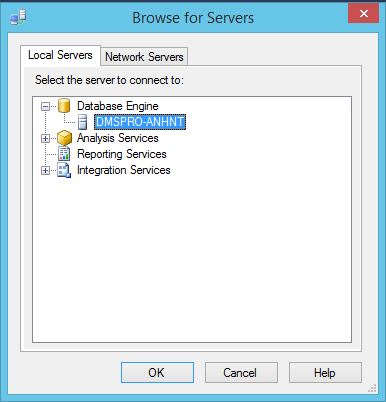 Browse for Servers
Local Servers
Network Servers
Select the server to connect to:
Database Engine
DMSPRO-ANHNT
Analysis Services
Reporting Services
Integration Services
OK
Cancel
Help